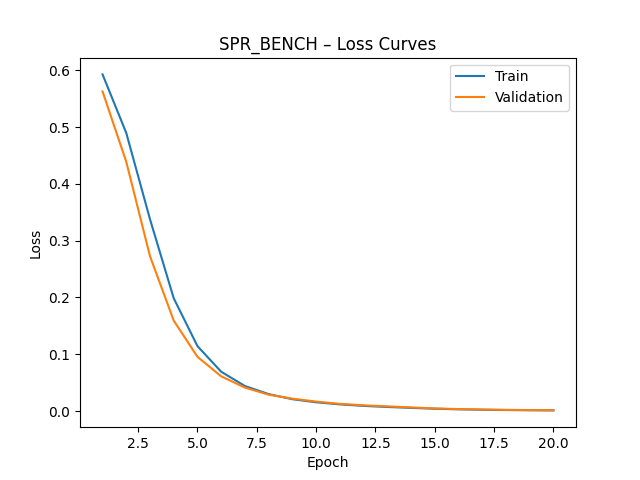 SPR_BENCH – Loss Curves
Train
Validation
Loss
0.6
0.5
0.4
0.3
0.2
0.1
0.0
2.5 5.0 7.5 10.0 12.5 15.0 17.5 20.0
Epoch